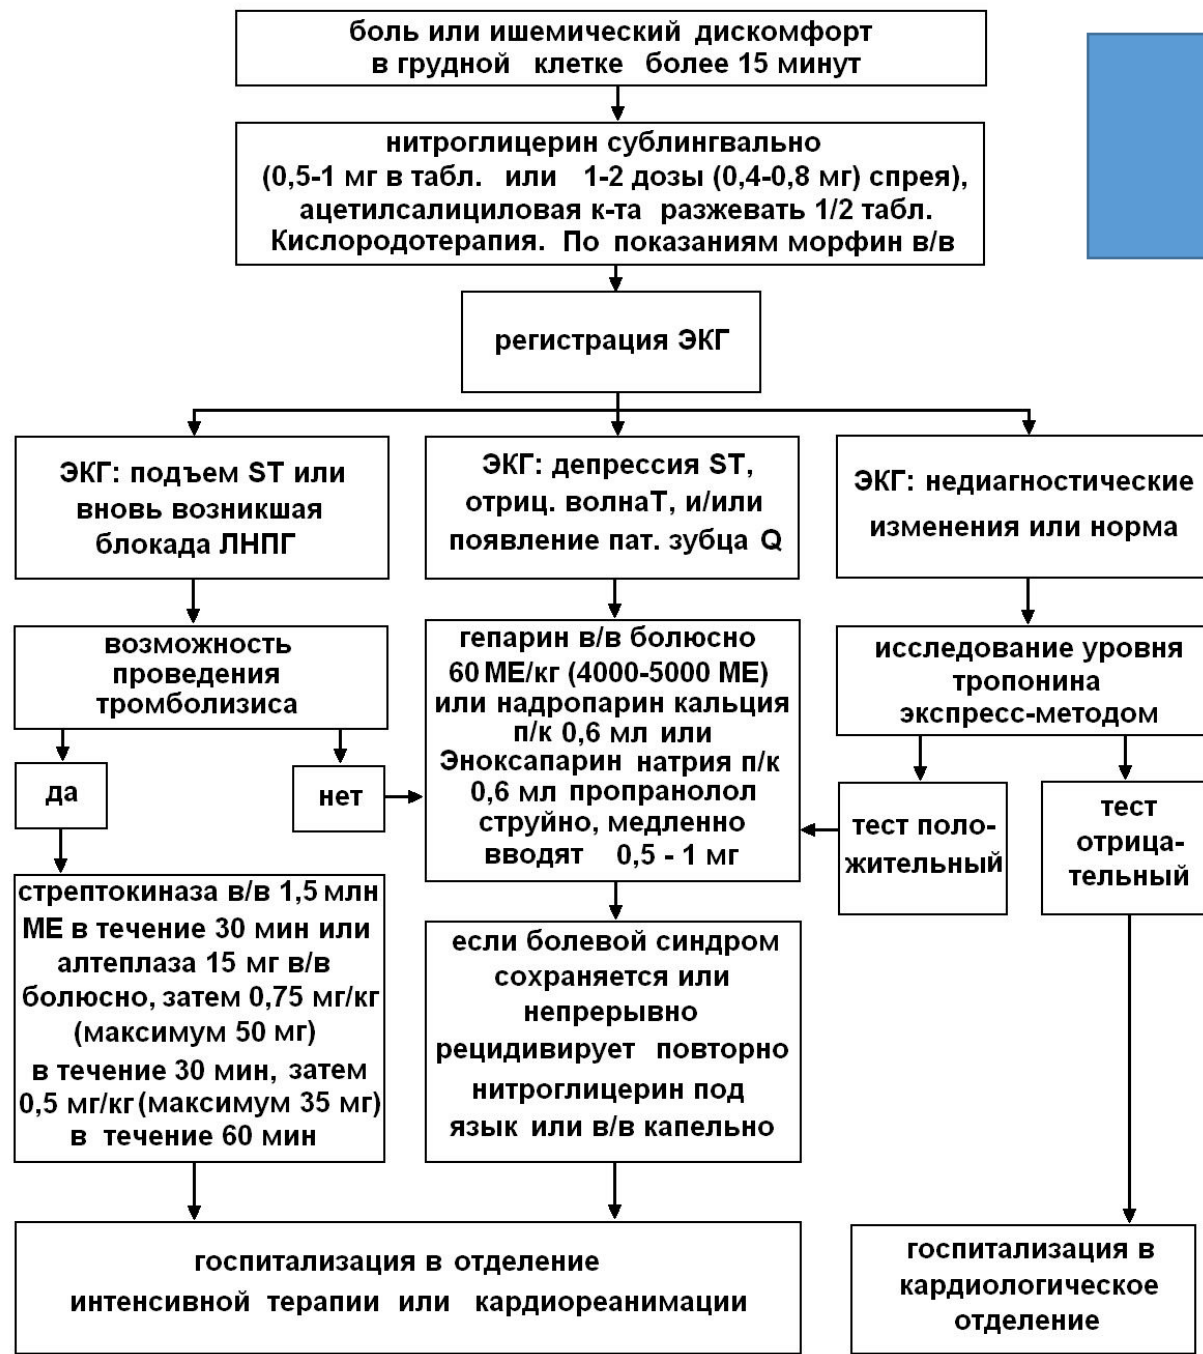 боль или ишемический дискомфорт
в грудной клетке более 15 минут
нитроглицерин сублингвально
(0,5-1 мг в табл. или 1-2 дозы (0,4-0,8 мг) спрея),
ацетилсалициловая к-та разжевать 1/2 табл.
Кислородотерапия. По показаниям морфин в/в
регистрация ЭКГ
ЭКГ: подъем ST или
вновь возникшая
блокада ЛНПГ
ЭКГ: депрессия ST,
отриц. волнаT, и/или
появление пат. зубца Q
ЭКГ: недиагностические
изменения или норма
возможность
проведения
тромболизиса
да
нет
гепарин в/в болюсно
60 МЕ/кг (4000-5000 МЕ)
или надропарин кальция
п/к 0,6 мл или
Эноксапарин натрия п/к
0,6 мл пропранолол
струйно, медленно
вводят 0,5 - 1 мг
исследование уровня
тропонина
экспресс-методом
тест поло-
жительный
тест
отрица-
тельный
стрептокиназа в/в 1,5 млн
МЕ в течение 30 мин или
алтеплаза 15 мг в/в
болюсно, затем 0,75 мг/кг
(максимум 50 мг)
в течение 30 мин, затем
0,5 мг/кг (максимум 35 мг)
в течение 60 мин
если болевой синдром
сохраняется или
непрерывно
рецидивирует повторно
нитроглицерин под
язык или в/в капельно
госпитализация в отделение
интенсивной терапии или кардиореанимации
госпитализация в
кардиологическое
отделение